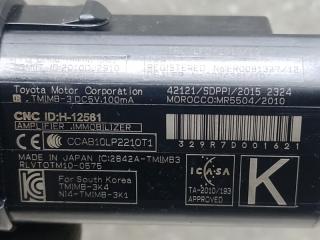 Toyota Motor Corporation
TMIMB-3 DC5V.100mA
CNC ID:H-12561
AMPLIFIER ,IMMOBILIZER
CCAB10LP2210T1
MADE IN JAPAN IC:2842A-TMIMB3
RLVTOTM10-0575
For South Korea
TMIMB-3K4
N14-TMIMB-3K1
42121/SDPPI/2015 2324
MOROCCO:MR5504/2010
329R7D001621
ICASA
TA-2010/193
APPROVED
K